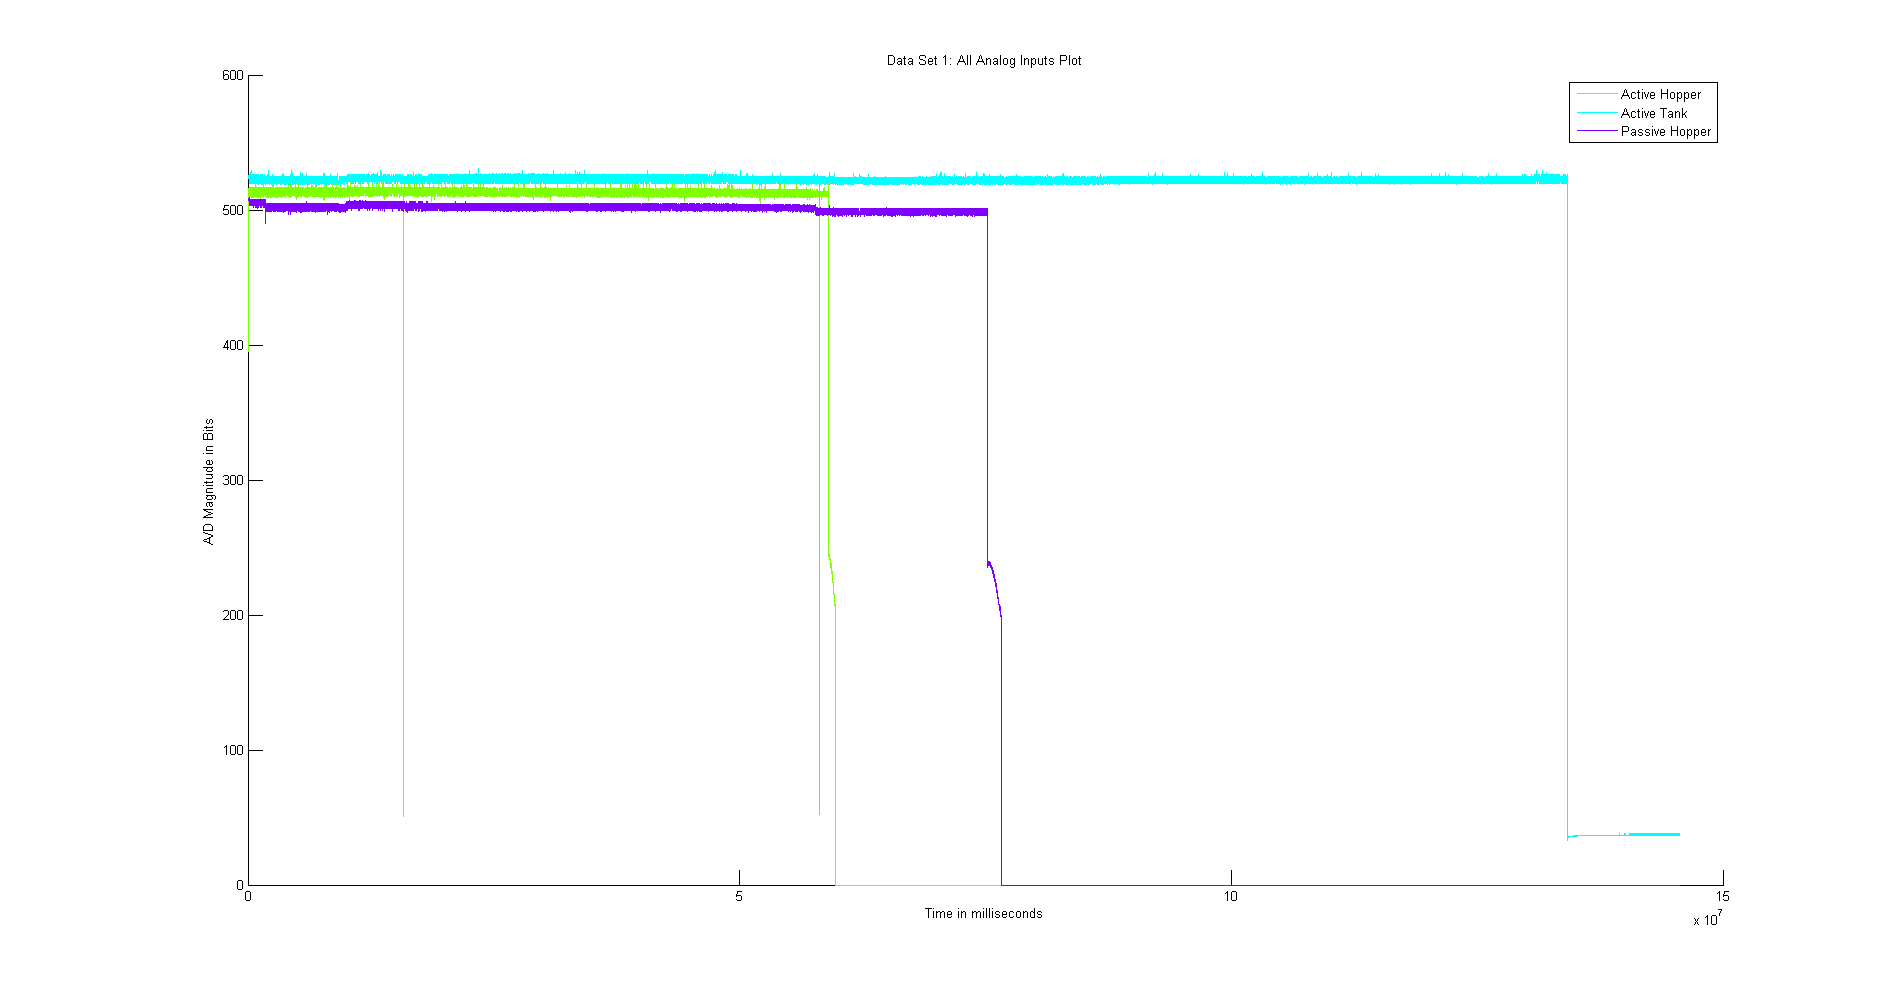 Data Set 1: All Analog Inputs Plot
600
Active Hopper
Active Tank
Passive Hopper
500
400
A/D Magnitude in Bits
300
200
100
0
0 5 10 15
Time in milliseconds
x 10^7